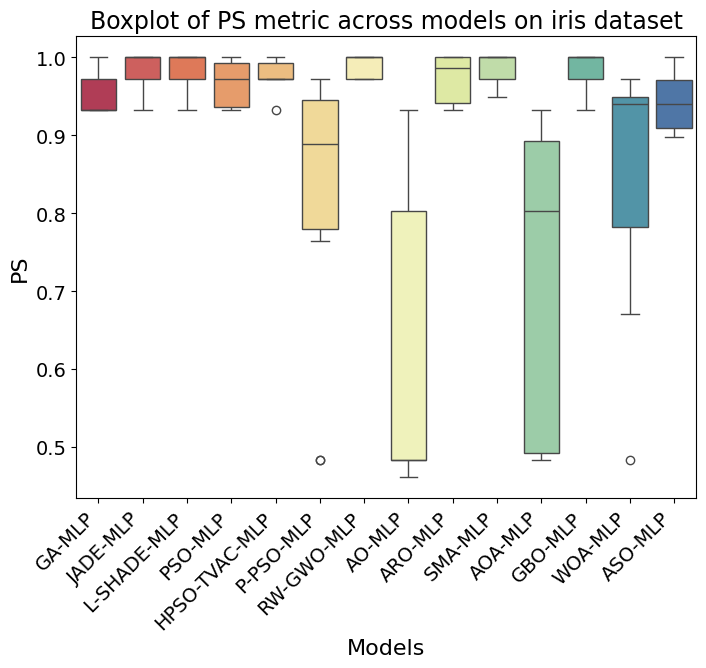 Boxplot of PS metric across models on iris dataset
PS
1.0
0.9
0.8
0.7
0.6
0.5
GA-MLP
JADE-MLP
L-SHADE-MLP
PSO-MLP
HPSO-TVAC-MLP
P-PSO-MLP
RW-GWO-MLP
AO-MLP
ARO-MLP
SMA-MLP
AOA-MLP
GBO-MLP
WOA-MLP
ASO-MLP
Models